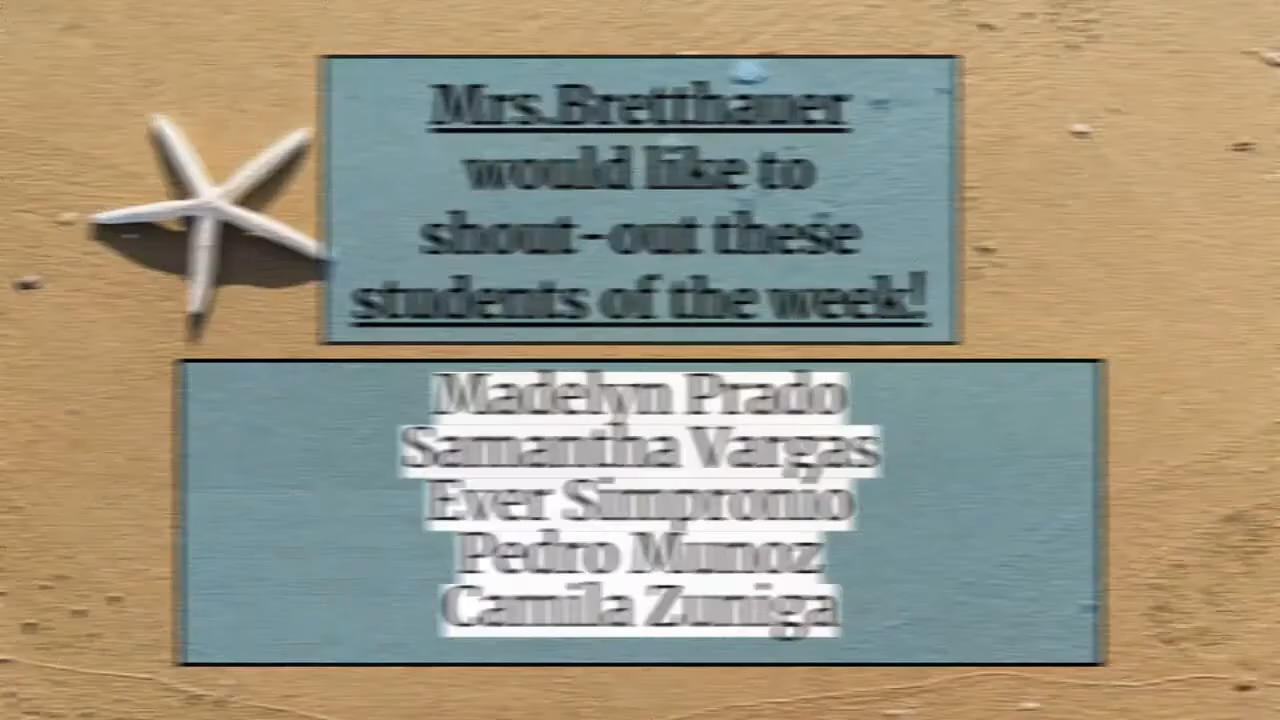 Mrs.Bretthauer
would like to
shout-out these
students of the week!
Madelyn Prado
Samantha Vargas
Ever Simpronio
Pedro Munoz
Camila Zuniga